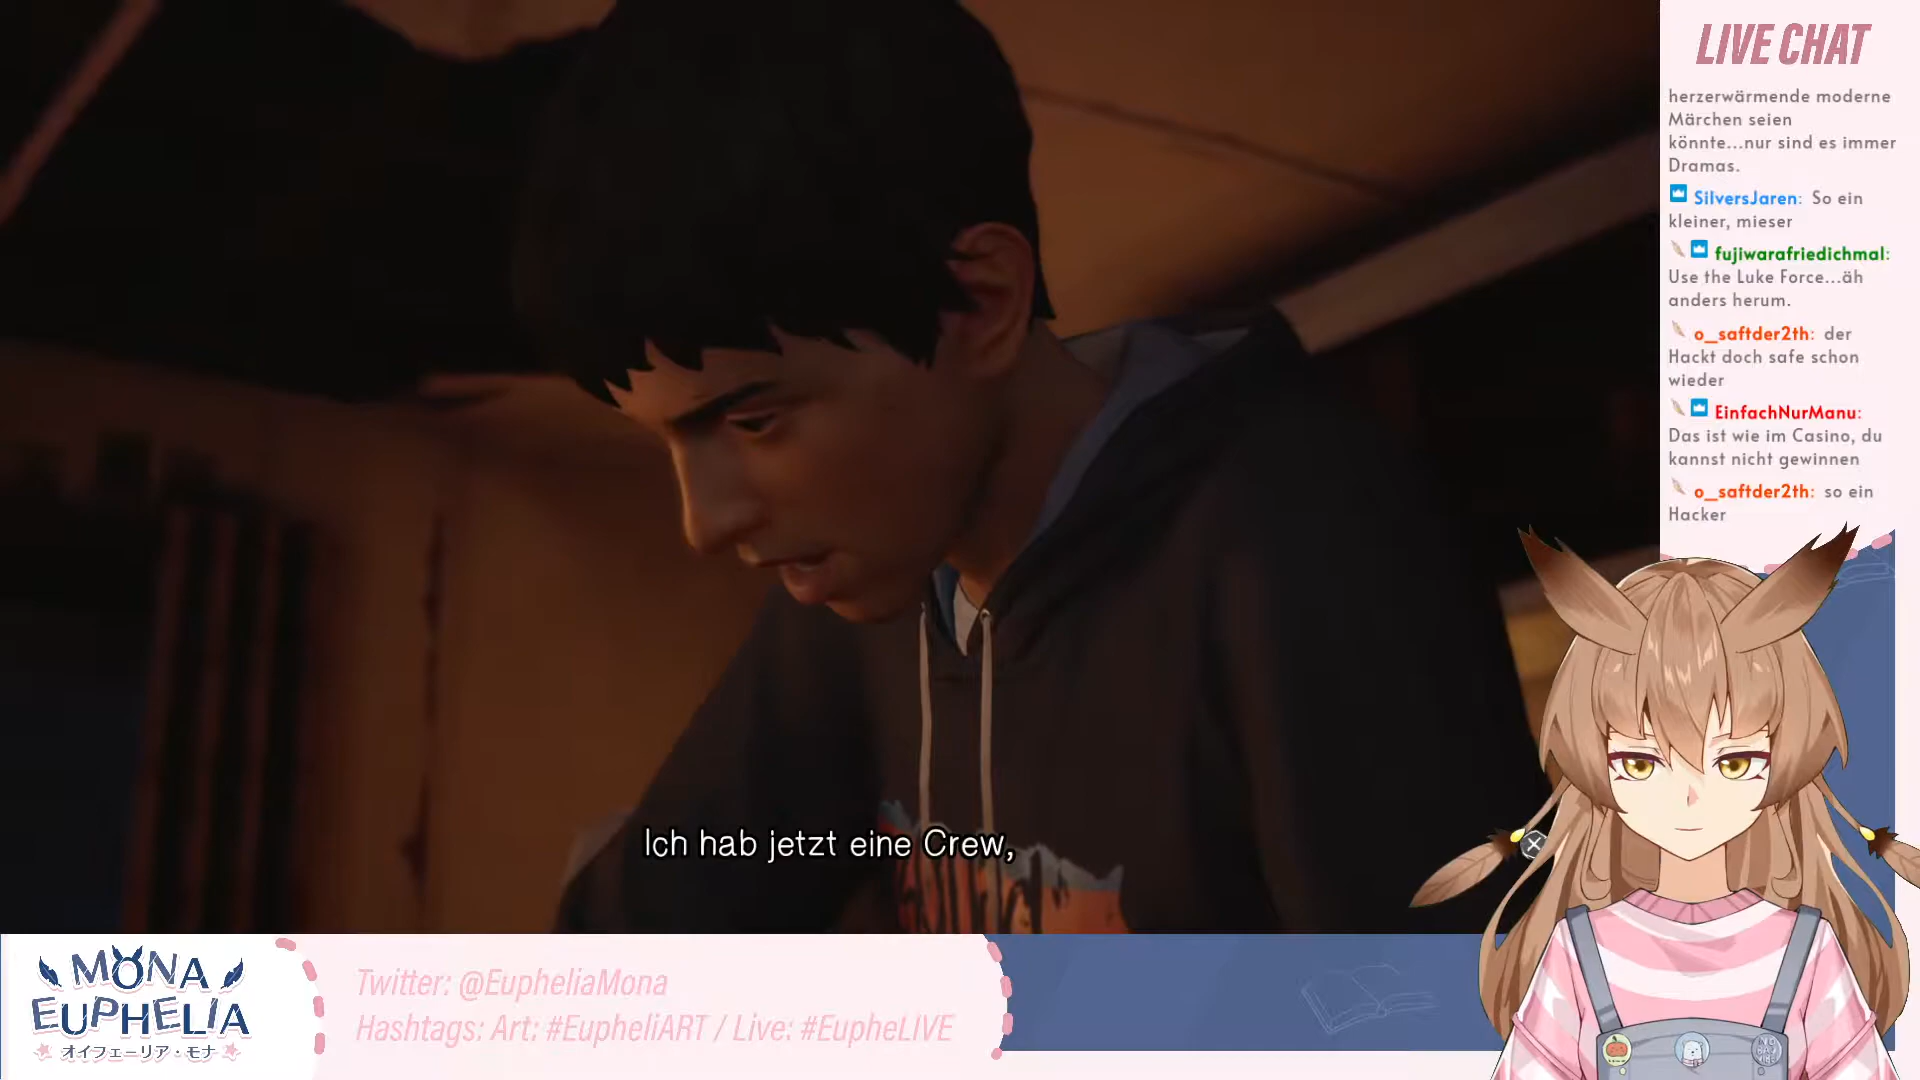 LIVE CHAT
herzerwärmende moderne
Märchen seien
könnte...nur sind es immer
Dramas.
SilversJaren: So ein
kleiner, mieser
fujiwarafriedichmal:
Use the Luke Force...äh
anders herum.
o_saftder2th: der
Hackt doch safe schon
wieder
EinfachNurManu:
Das ist wie im Casino, du
kannst nicht gewinnen
o_saftder2th: so ein
Hacker
Ich hab jetzt eine Crew,
MONA
EUPHELIA
オイフェーリア・モナ
Twitter: @EupheliaMona
Hashtags: Art: #EupheliART / Live: #EupheLIVE